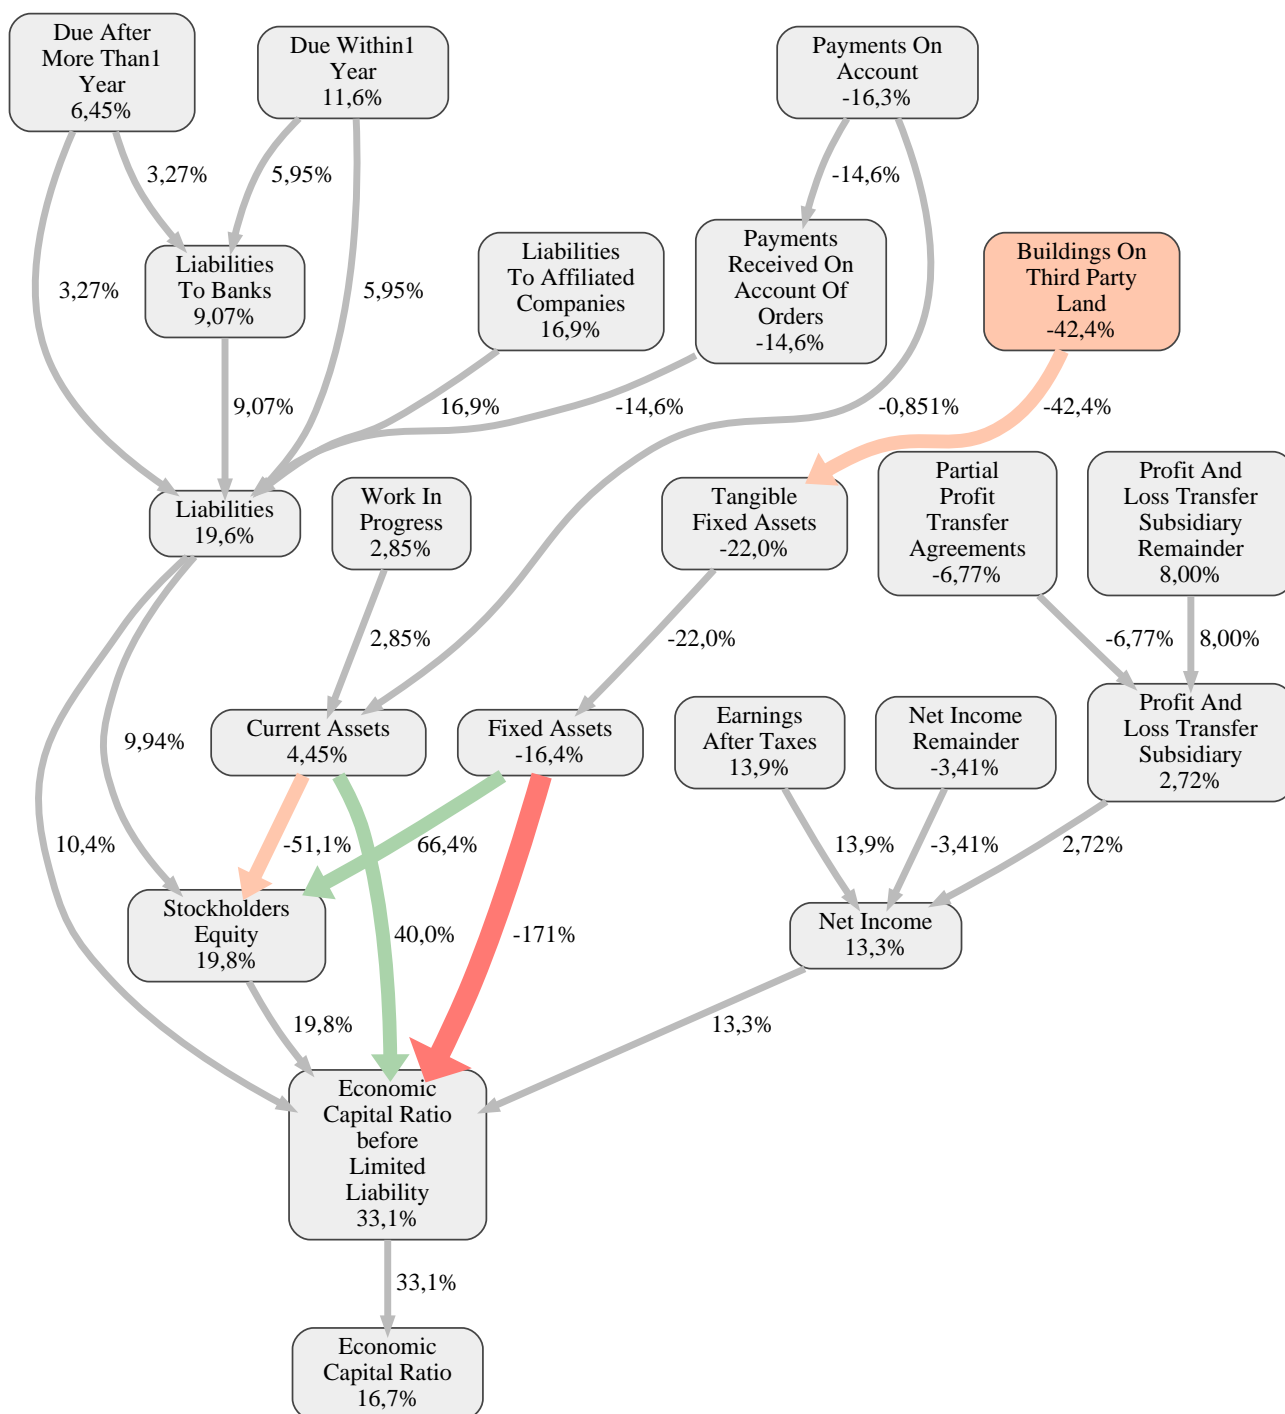 Due After
More Than1
Year
6,45%
Due Within1
Year
11,6%
Payments On
Account
-16,3%
3,27%
5,95%
-14,6%
Liabilities
To Banks
9,07%
Liabilities
To Affiliated
Companies
16,9%
Payments
Received On
Account Of
Orders
-14,6%
Buildings On
Third Party
Land
-42,4%
3,27%
5,95%
9,07%
16,9%
-14,6%
-0,851%
-42,4%
Liabilities
19,6%
Work In
Progress
2,85%
Tangible
Fixed Assets
-22,0%
Partial
Profit
Transfer
Agreements
-6,77%
Profit And
Loss Transfer
Subsidiary
Remainder
8,00%
2,85%
-22,0%
-6,77%
8,00%
Current Assets
4,45%
Fixed Assets
-16,4%
Earnings
After Taxes
13,9%
Net Income
Remainder
-3,41%
Profit And
Loss Transfer
Subsidiary
2,72%
9,94%
10,4%
-51,1%
66,4%
13,9%
-3,41%
2,72%
Stockholders
Equity
19,8%
40,0%
-171%
Net Income
13,3%
19,8%
13,3%
Economic
Capital Ratio
before
Limited
Liability
33,1%
33,1%
Economic
Capital Ratio
16,7%